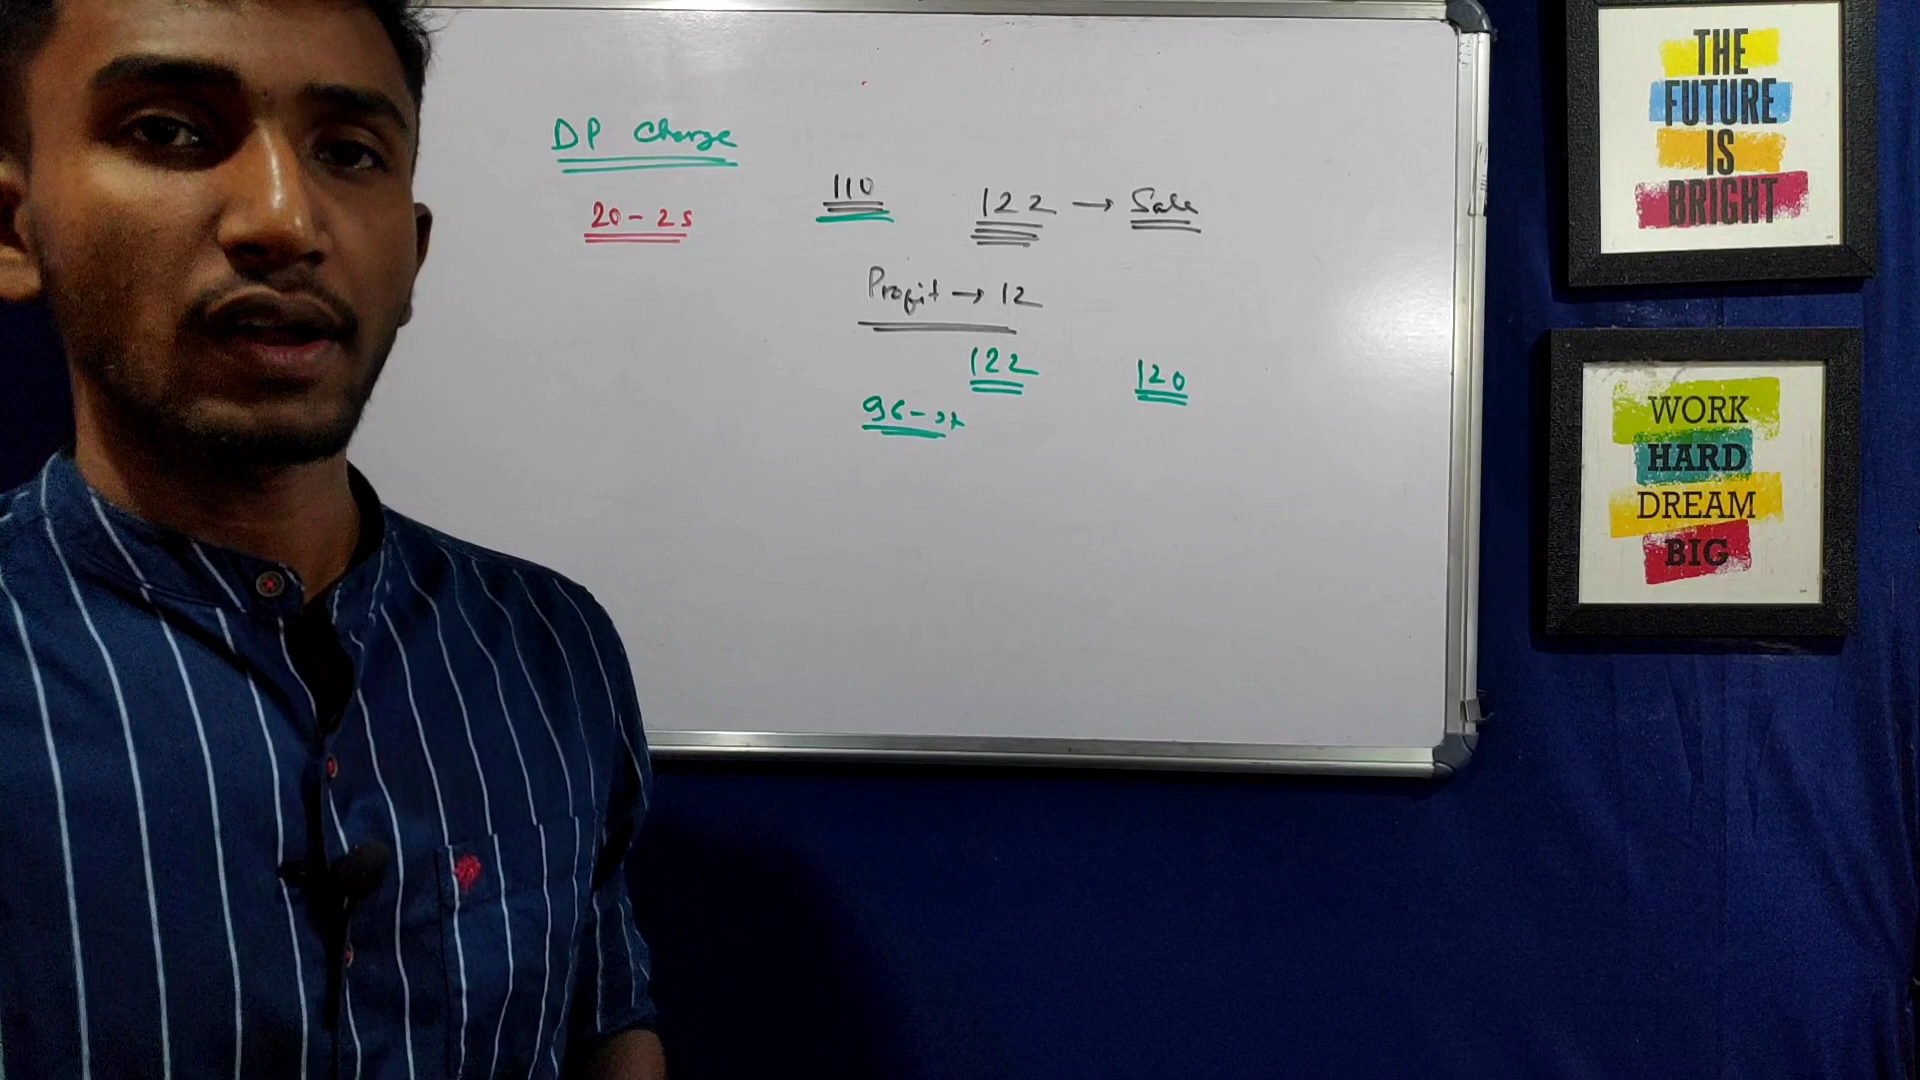 DP Charge
20-25
110
122 → Sale
Profit → 12
122
120
THE
FUTURE
IS
BRIGHT
WORK
HARD
DREAM
BIG